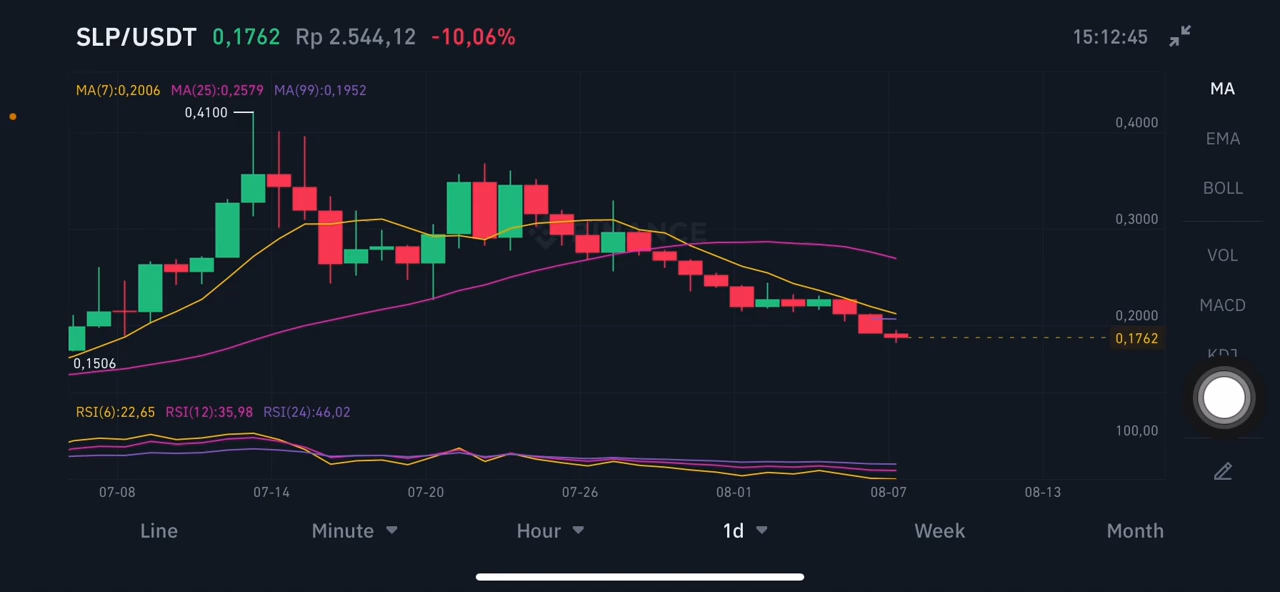 SLP/USDT 0,1762 Rp 2.544,12 -10,06% 15:12:45
MA(7):0,2006 MA(25):0,2579 MA(99):0,1952
MA
0,4100
0,4000
EMA
BOLL
0,3000
BINANCE
VOL
MACD
0,2000
0,1762
KDJ
0,1506
RSI(6):22,65 RSI(12):35,98 RSI(24):46,02
100,00
07-08 07-14 07-20 07-26 08-01 08-07 08-13
Line Minute Hour 1d Week Month